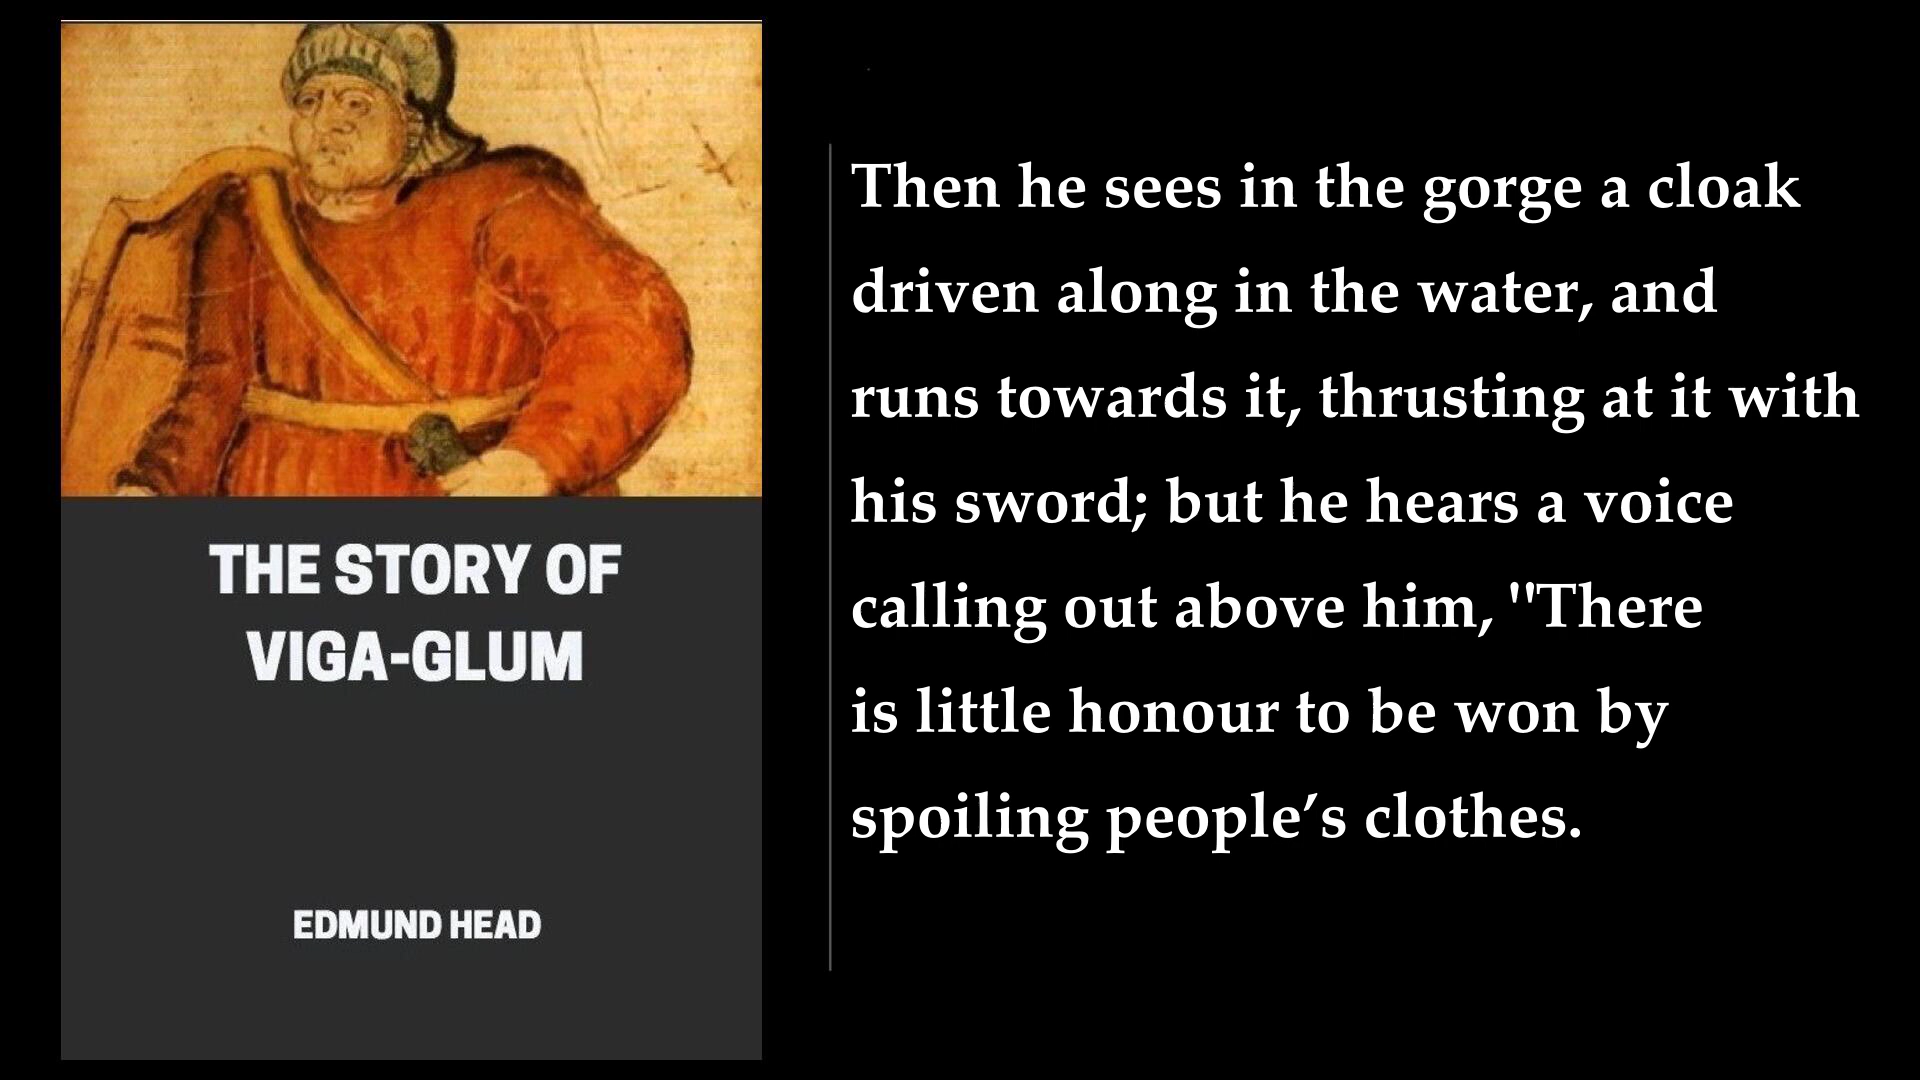 THE STORY OF
VIGA-GLUM
EDMUND HEAD
Then he sees in the gorge a cloak
driven along in the water, and
runs towards it, thrusting at it with
his sword; but he hears a voice
calling out above him, "There
is little honour to be won by
spoiling people’s clothes.